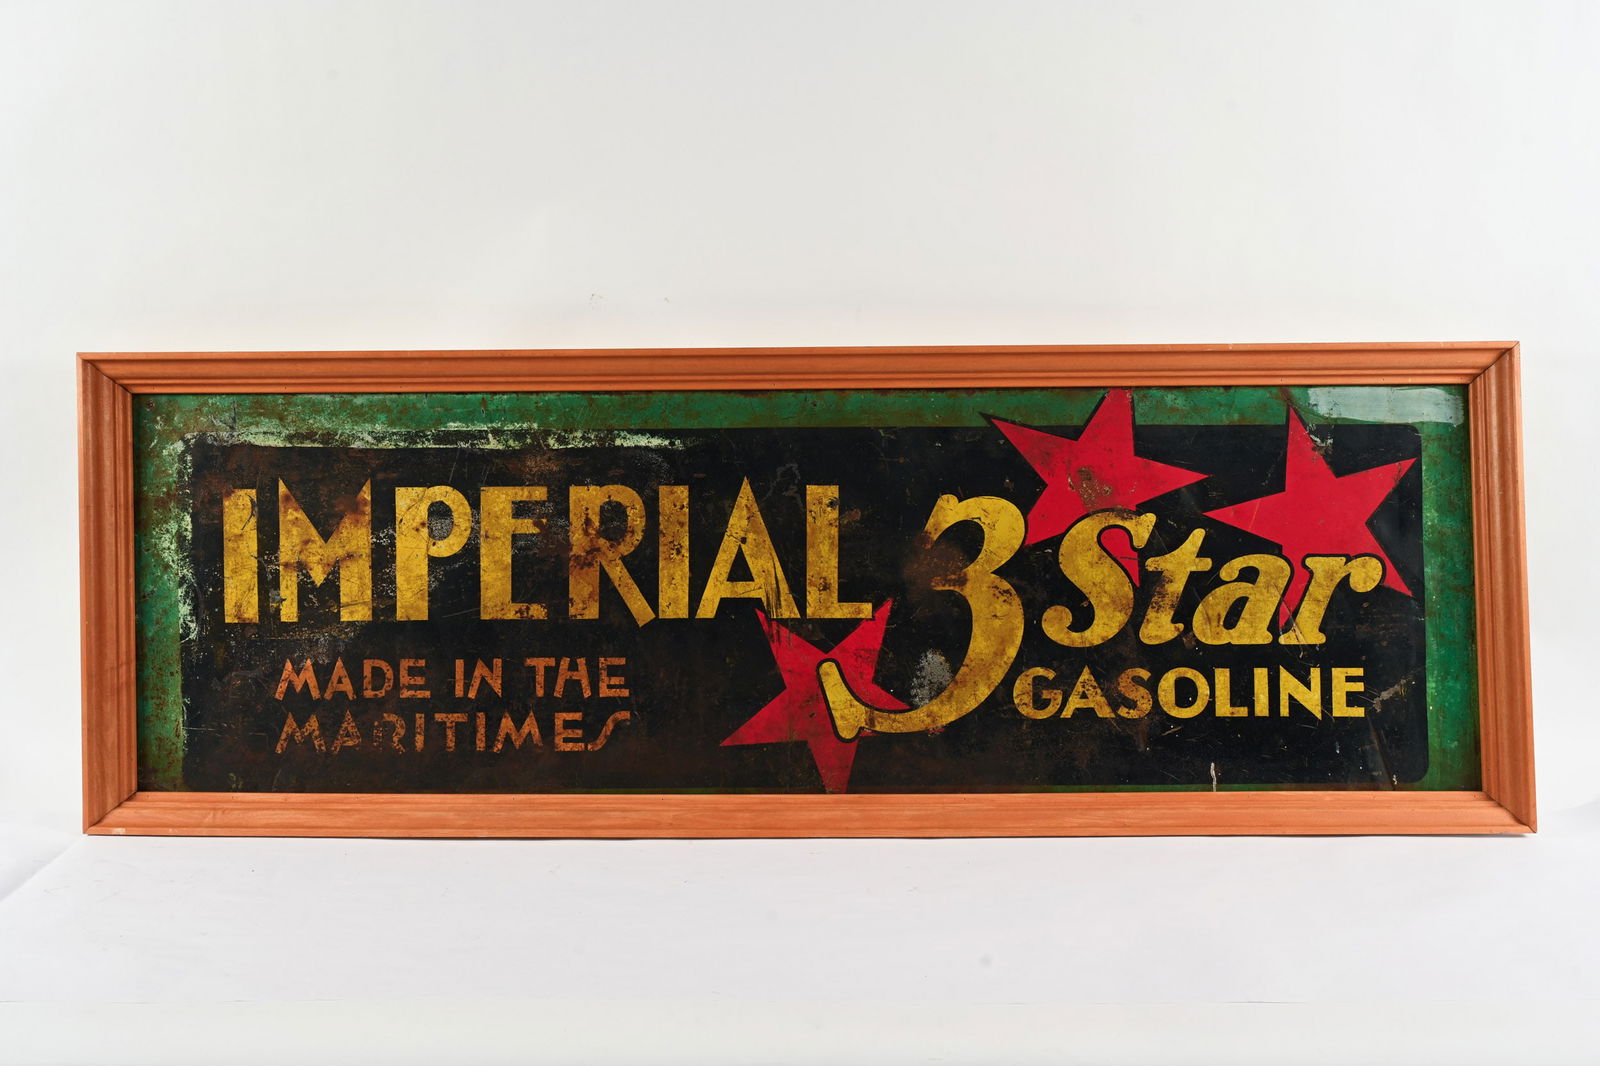 IMPERIAL 3 Star
GASOLINE
MADE IN THE
MARITIMES